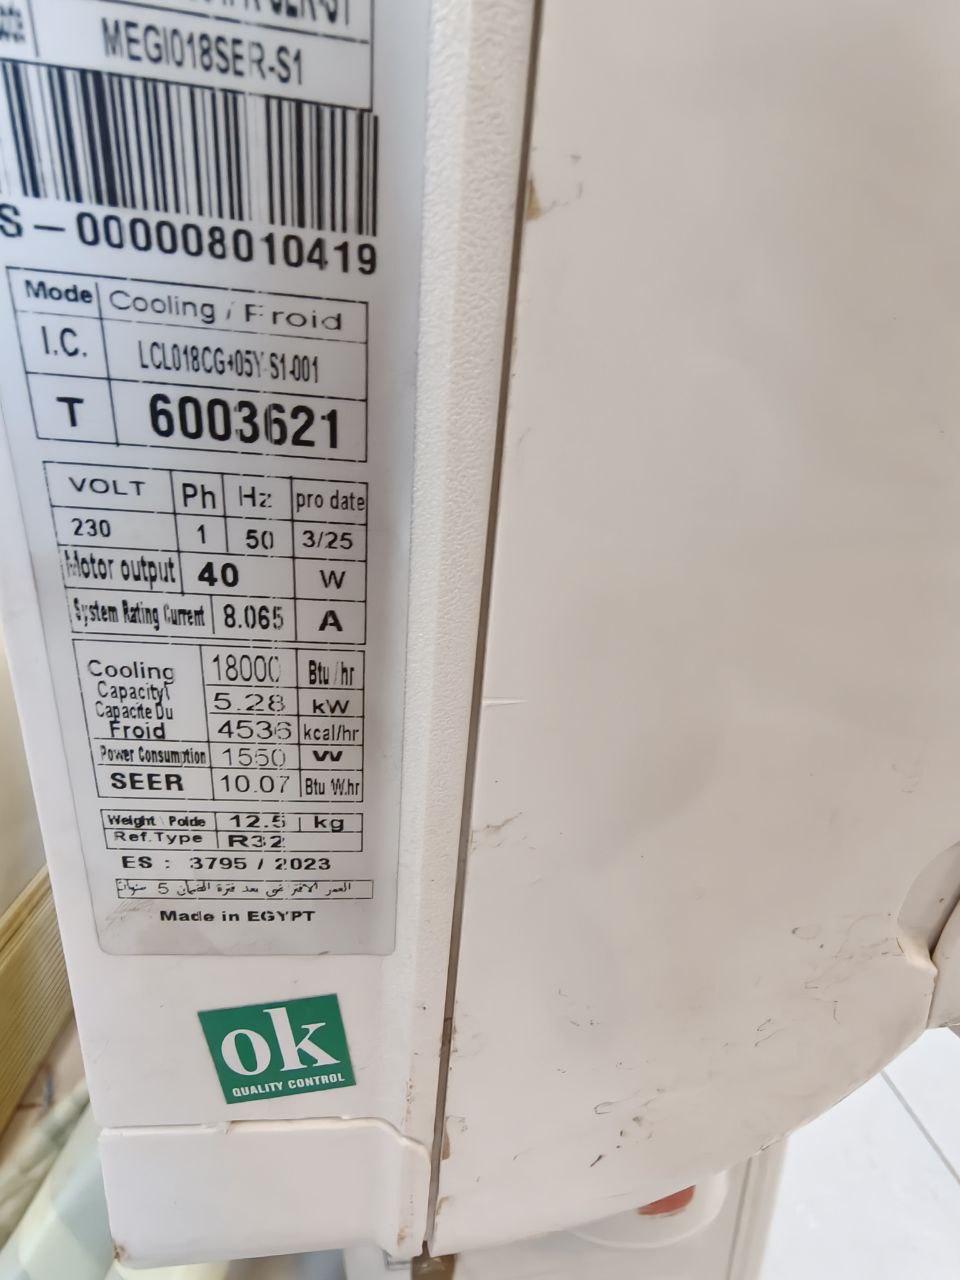 MEGI018SER-S1
S-000008010419
Mode Cooling / Froid
I.C. LCL018CG+05Y-S1-001
T 6003621
VOLT Ph Hz pro date
230 1 50 3/25
Motor output 40 W
System Rating Current 8.065 A
Cooling Capacity\ Capacite Du Froid 18000 Btu/hr
5.28 kW
4536 kcal/hr
Power Consumption 1550 W
SEER 10.07 Btu W.hr
Weight \ Poide 12.5 kg
Ref.Type R32
ES : 3795 / 2023
العمر الافتراضى بعد فترة الضمان 5 سنوات
Made in EGYPT
ok
QUALITY CONTROL